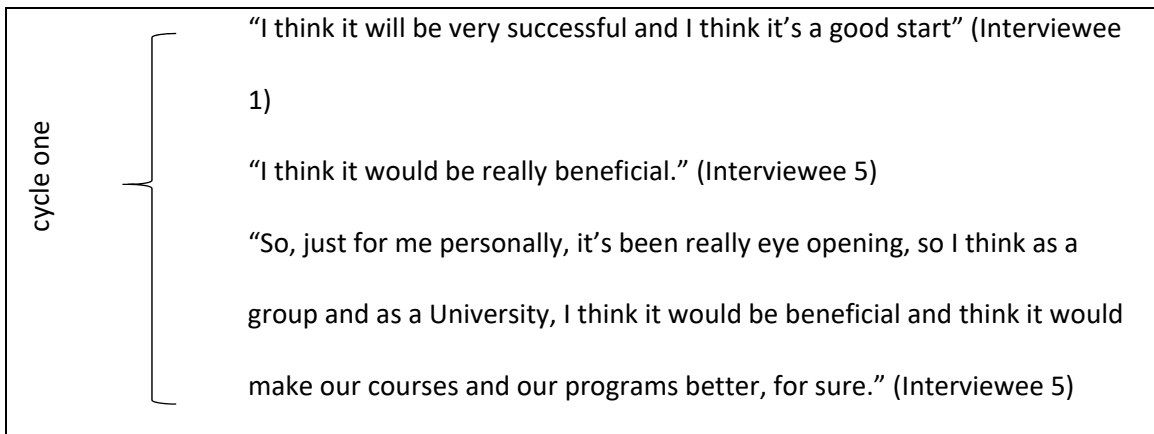 cycle one
“I think it will be very successful and I think it’s a good start” (Interviewee
1)
“I think it would be really beneficial.” (Interviewee 5)
“So, just for me personally, it’s been really eye opening, so I think as a
group and as a University, I think it would be beneficial and think it would
make our courses and our programs better, for sure.” (Interviewee 5)